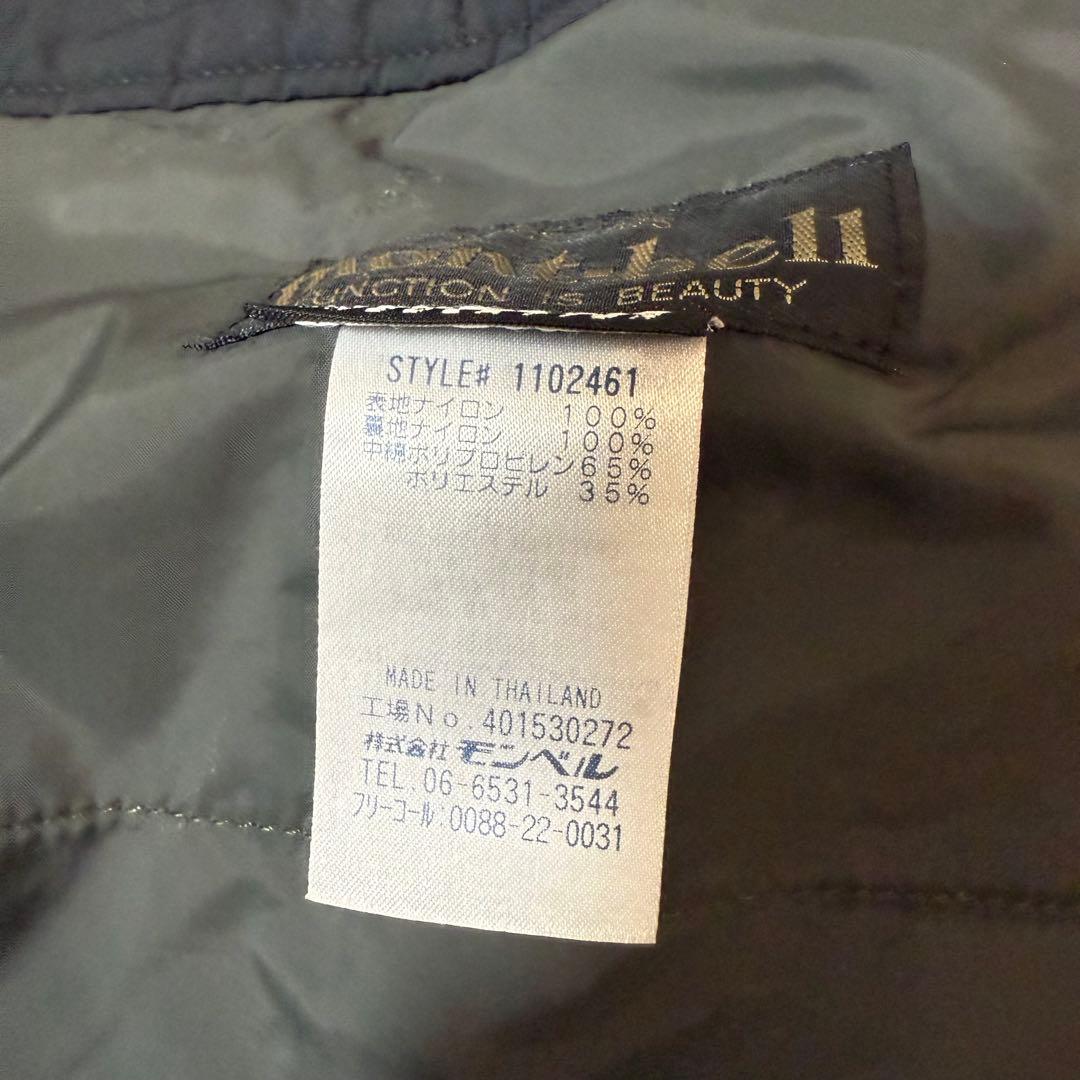 mont-bell
FUNCTION IS BEAUTY
STYLE# 1102461
表地ナイロン 100%
裏地ナイロン 100%
中綿ポリプロピレン65%
ポリエステル 35%
MADE IN THAILAND
工場No.401530272
株式会社 モンベル
TEL.06-6531-3544
フリーコール:0088-22-0031